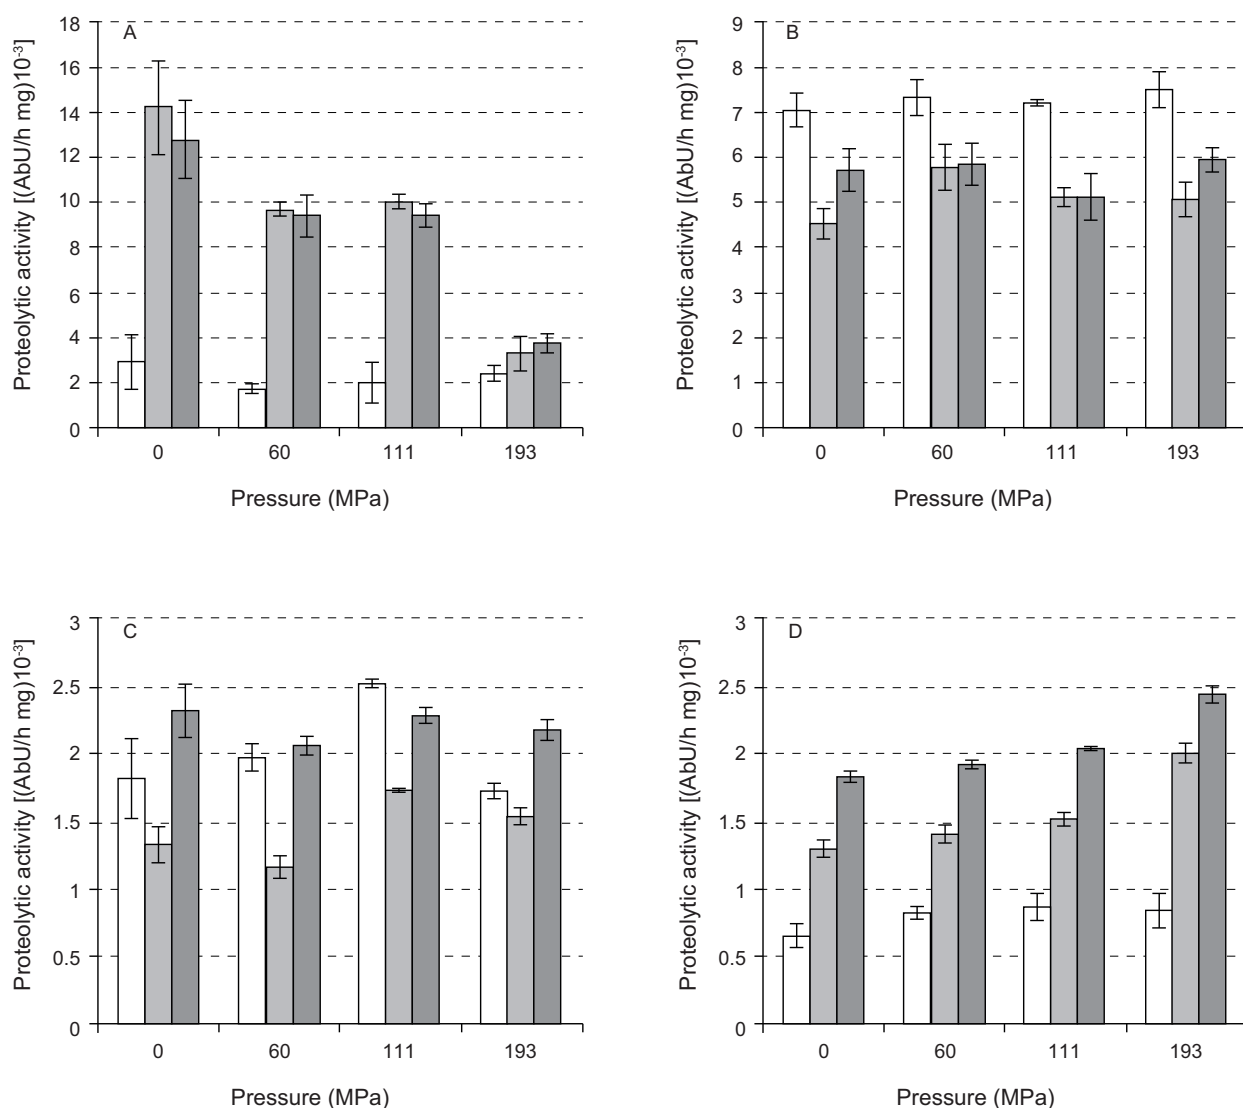 Proteolytic activity [(AbU/h mg)10-3]
A
18
16
14
12
10
8
6
4
2
0
0 60 111 193
Pressure (MPa)
Proteolytic activity [(AbU/h mg)10-3]
B
9
8
7
6
5
4
3
2
1
0
0 60 111 193
Pressure (MPa)
Proteolytic activity [(AbU/h mg)10-3]
C
3
2.5
2
1.5
1
0.5
0
0 60 111 193
Pressure (MPa)
Proteolytic activity [(AbU/h mg)10-3]
D
3
2.5
2
1.5
1
0.5
0
0 60 111 193
Pressure (MPa)